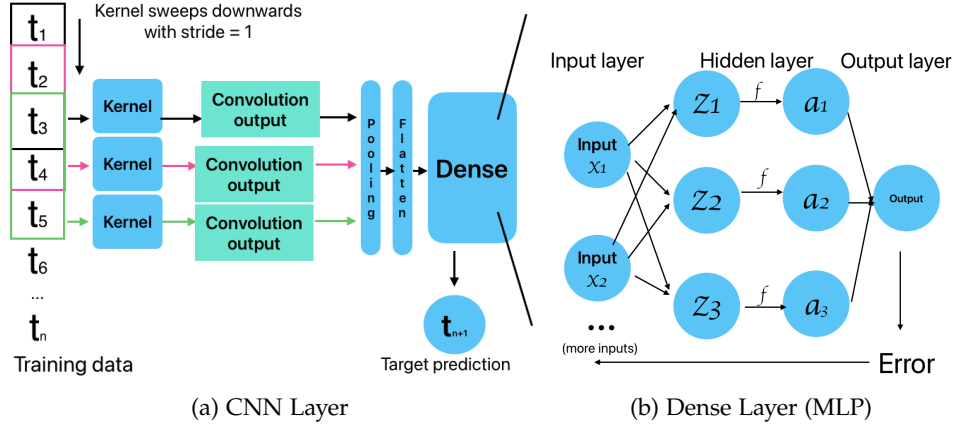 Kernel sweeps downwards
with stride = 1
t1
t2
t3
t4
t5
t6
...
tn
Training data
Kernel
Convolution
output
Kernel
Convolution
output
Kernel
Convolution
output
Pooling
Flatten
Dense
tn+1
Target prediction
(a) CNN Layer
Input layer
Hidden layer
Output layer
Input
x1
Input
x2
...
(more inputs)
z1
f
a1
z2
f
a2
z3
f
a3
Output
Error
(b) Dense Layer (MLP)